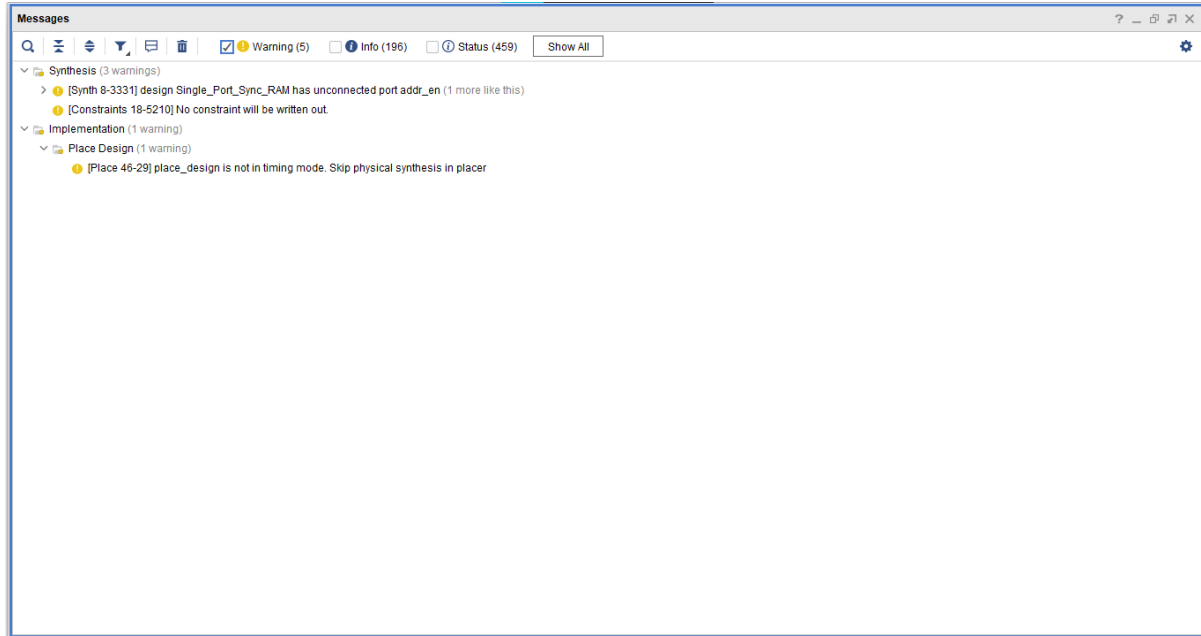 Messages
Warning (5) Info (196) Status (459) Show All
Synthesis (3 warnings)
[Synth 8-3331] design Single_Port_Sync_RAM has unconnected port addr_en (1 more like this)
[Constraints 18-5210] No constraint will be written out.
Implementation (1 warning)
Place Design (1 warning)
[Place 46-29] place_design is not in timing mode. Skip physical synthesis in placer